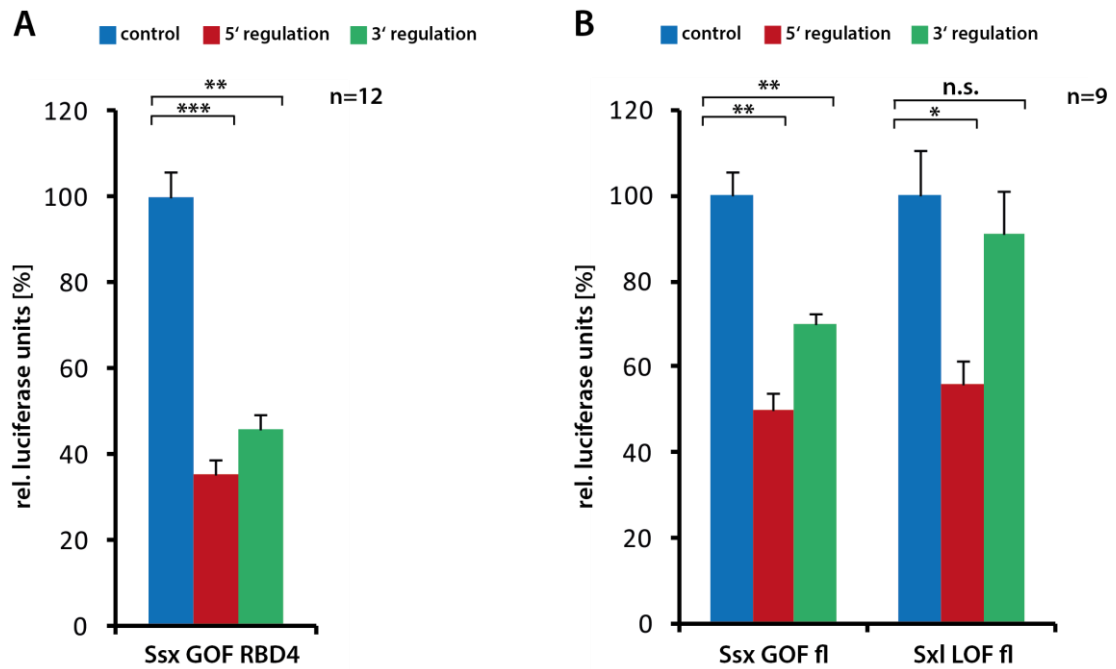 A
control 5′ regulation 3′ regulation
**
***
n=12
rel. luciferase units [%]
120
100
80
60
40
20
0
Ssx GOF RBD4
B
control 5′ regulation 3′ regulation
**
**
n.s.
*
n=9
rel. luciferase units [%]
120
100
80
60
40
20
0
Ssx GOF fl Sxl LOF fl